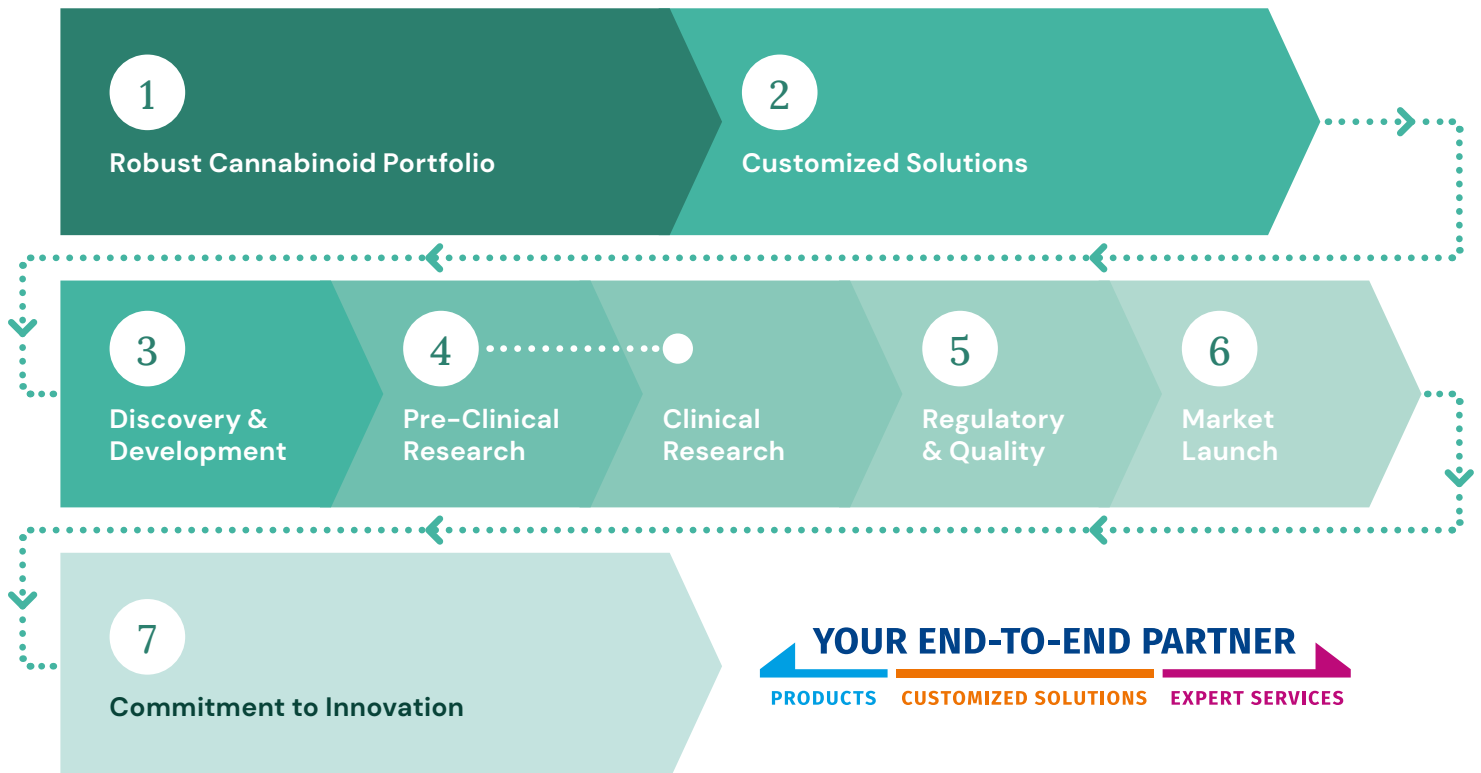 1
Robust Cannabinoid Portfolio
2
Customized Solutions
3
Discovery &
Development
4
Pre-Clinical
Research
Clinical
Research
5
Regulatory
& Quality
6
Market
Launch
7
Commitment to Innovation
YOUR END-TO-END PARTNER
PRODUCTS CUSTOMIZED SOLUTIONS EXPERT SERVICES